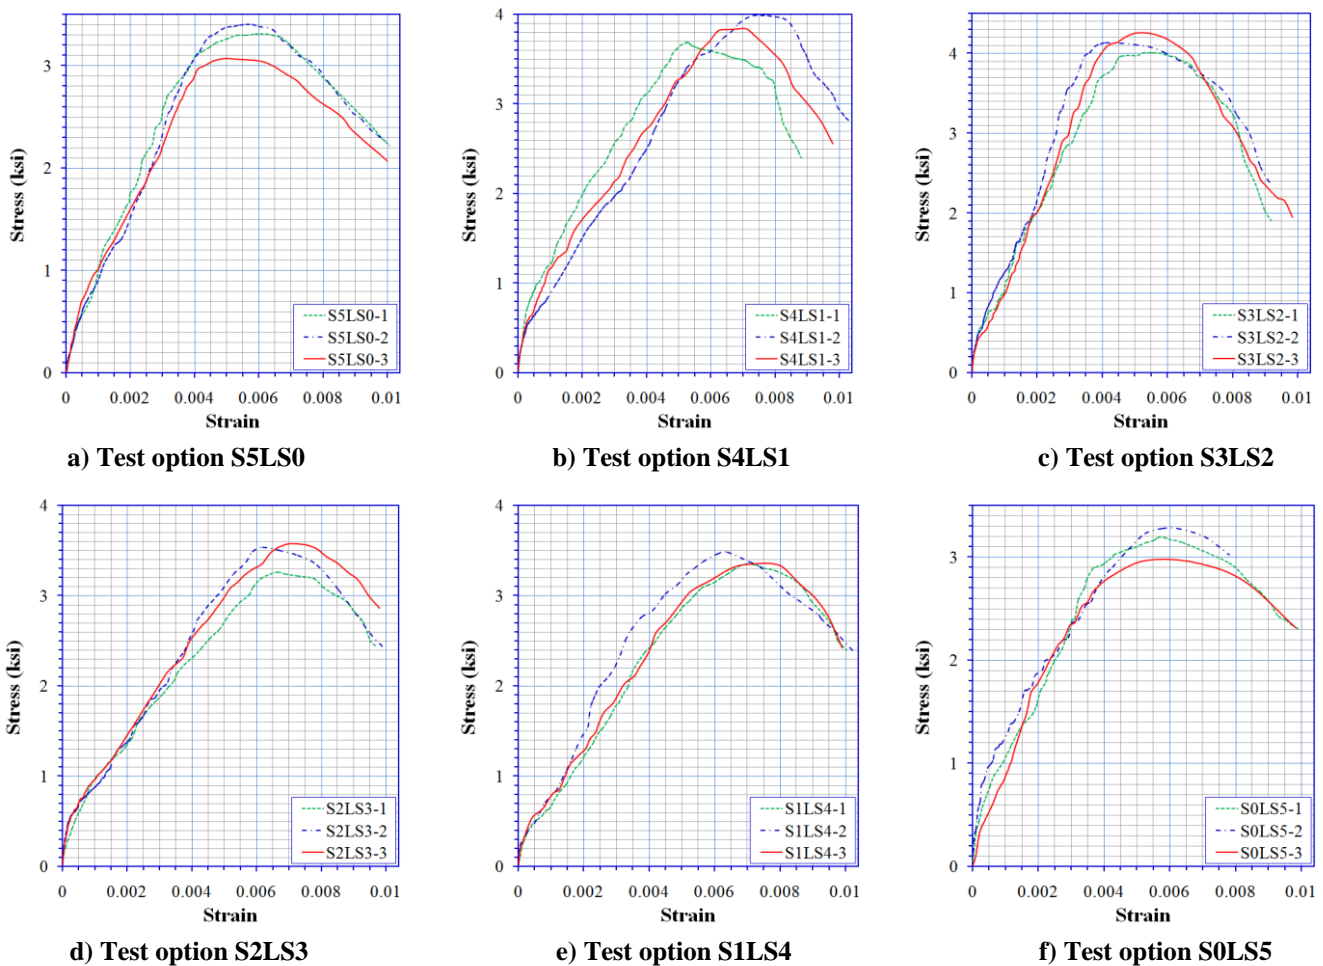 Stress (ksi)
3
2
1
0
S5LS0-1
S5LS0-2
S5LS0-3
0 0.002 0.004 0.006 0.008 0.01
Strain
a) Test option S5LS0
Stress (ksi)
4
3
2
1
0
S4LS1-1
S4LS1-2
S4LS1-3
0 0.002 0.004 0.006 0.008 0.01
Strain
b) Test option S4LS1
Stress (ksi)
4
3
2
1
0
S3LS2-1
S3LS2-2
S3LS2-3
0 0.002 0.004 0.006 0.008 0.01
Strain
c) Test option S3LS2
Stress (ksi)
4
3
2
1
0
S2LS3-1
S2LS3-2
S2LS3-3
0 0.002 0.004 0.006 0.008 0.01
Strain
d) Test option S2LS3
Stress (ksi)
4
3
2
1
0
S1LS4-1
S1LS4-2
S1LS4-3
0 0.002 0.004 0.006 0.008 0.01
Strain
e) Test option S1LS4
Stress (ksi)
3
2
1
0
S0LS5-1
S0LS5-2
S0LS5-3
0 0.002 0.004 0.006 0.008 0.01
Strain
f) Test option S0LS5